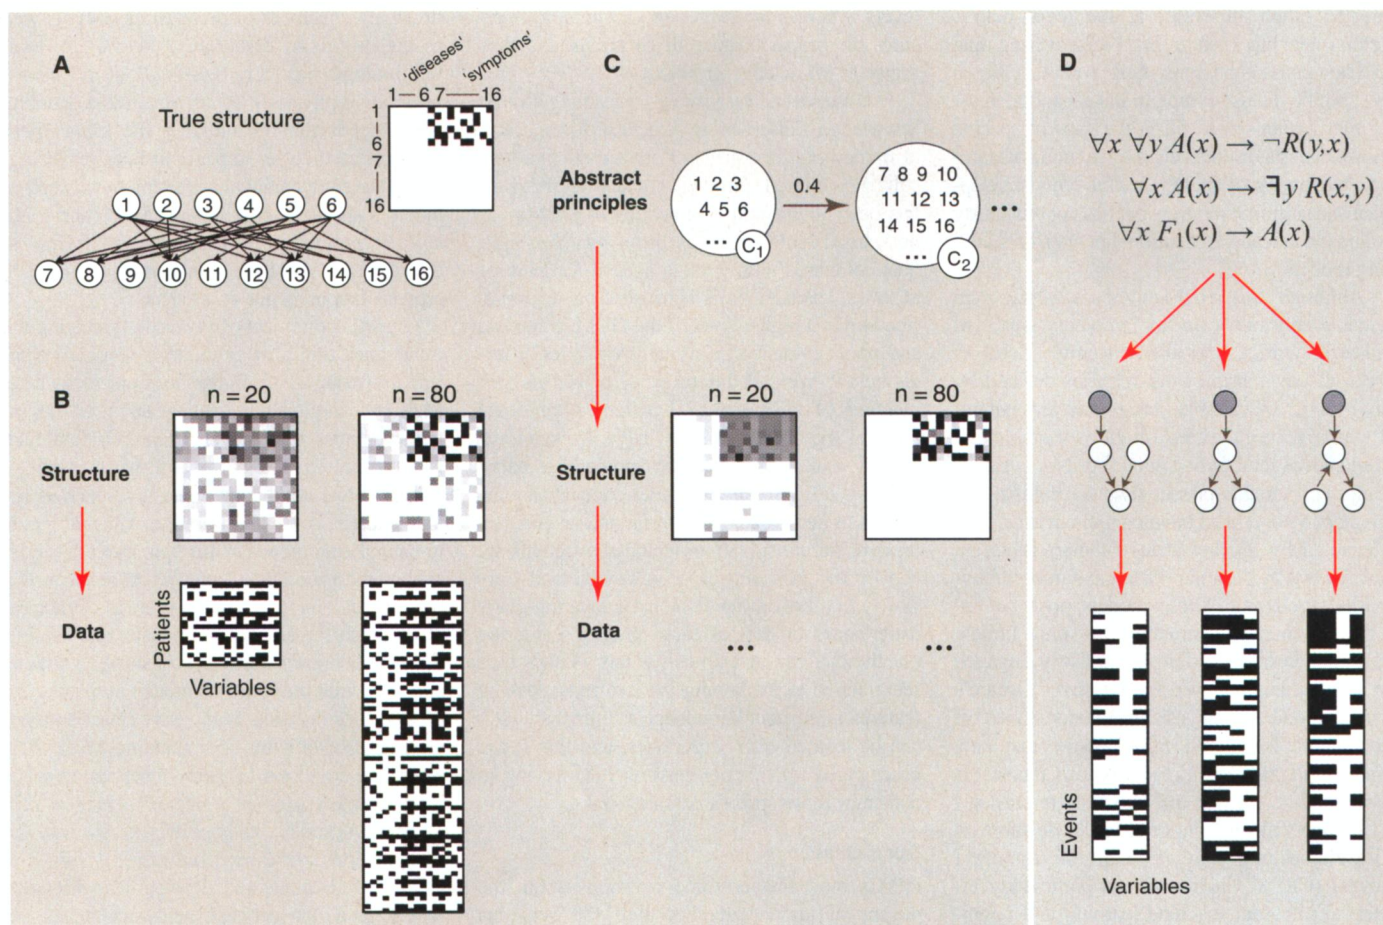 A
'diseases'
'symptoms'
1—6 7——16
1
6
7
16
True structure
1 2 3 4 5 6
7 8 9 10 11 12 13 14 15 16
B
n = 20
n = 80
Structure
Data
Patients
Variables
C
Abstract
principles
1 2 3
4 5 6
...
C1
0.4
7 8 9 10
11 12 13
14 15 16
...
C2
...
n = 20
n = 80
Structure
Data
...
...
D
∀x ∀y A(x) → ¬R(y,x)
∀x A(x) → ∃y R(x,y)
∀x F₁(x) → A(x)
Events
Variables